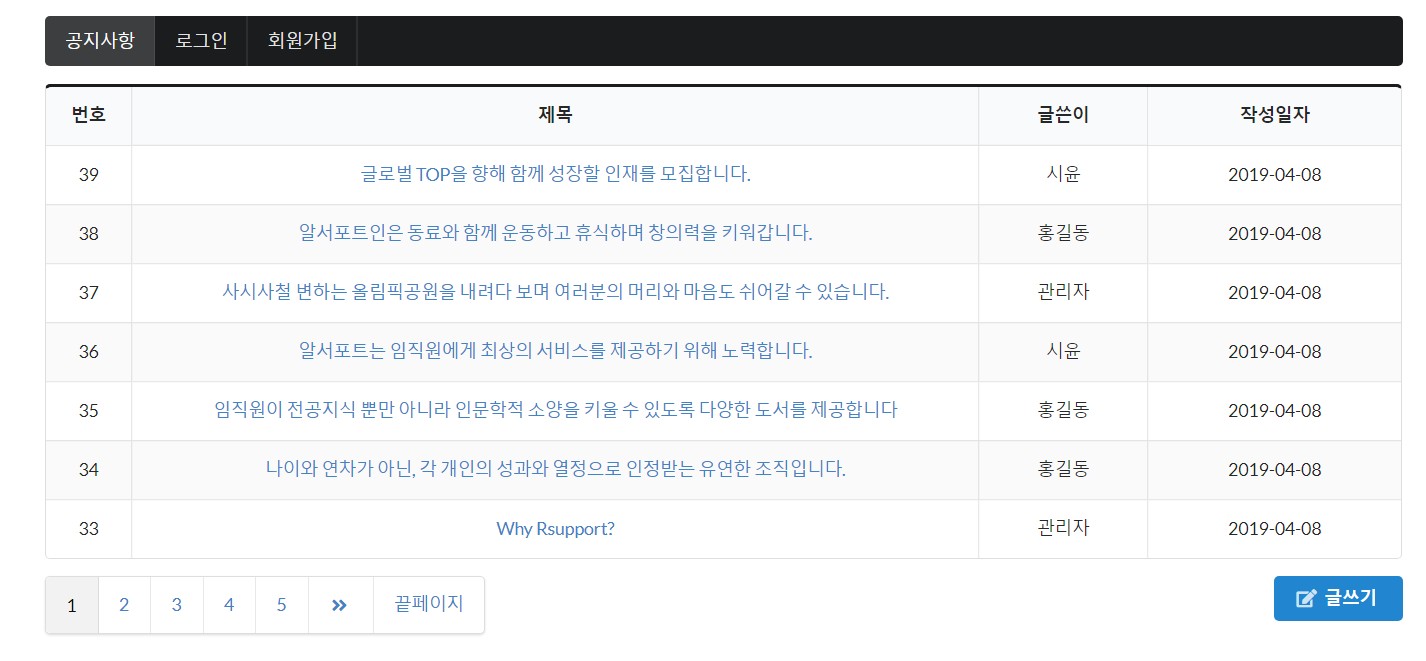 공지사항 로그인 회원가입
번호 제목 글쓴이 작성일자
39 글로벌 TOP을 향해 함께 성장할 인재를 모집합니다. 시윤 2019-04-08
38 알서포트인은 동료와 함께 운동하고 휴식하며 창의력을 키워갑니다. 홍길동 2019-04-08
37 사시사철 변하는 올림픽공원을 내려다 보며 여러분의 머리와 마음도 쉬어갈 수 있습니다. 관리자 2019-04-08
36 알서포트는 임직원에게 최상의 서비스를 제공하기 위해 노력합니다. 시윤 2019-04-08
35 임직원이 전공지식 뿐만 아니라 인문학적 소양을 키울 수 있도록 다양한 도서를 제공합니다 홍길동 2019-04-08
34 나이와 연차가 아닌, 각 개인의 성과와 열정으로 인정받는 유연한 조직입니다. 홍길동 2019-04-08
33 Why Rsupport? 관리자 2019-04-08
1 2 3 4 5 » 끝페이지 글쓰기